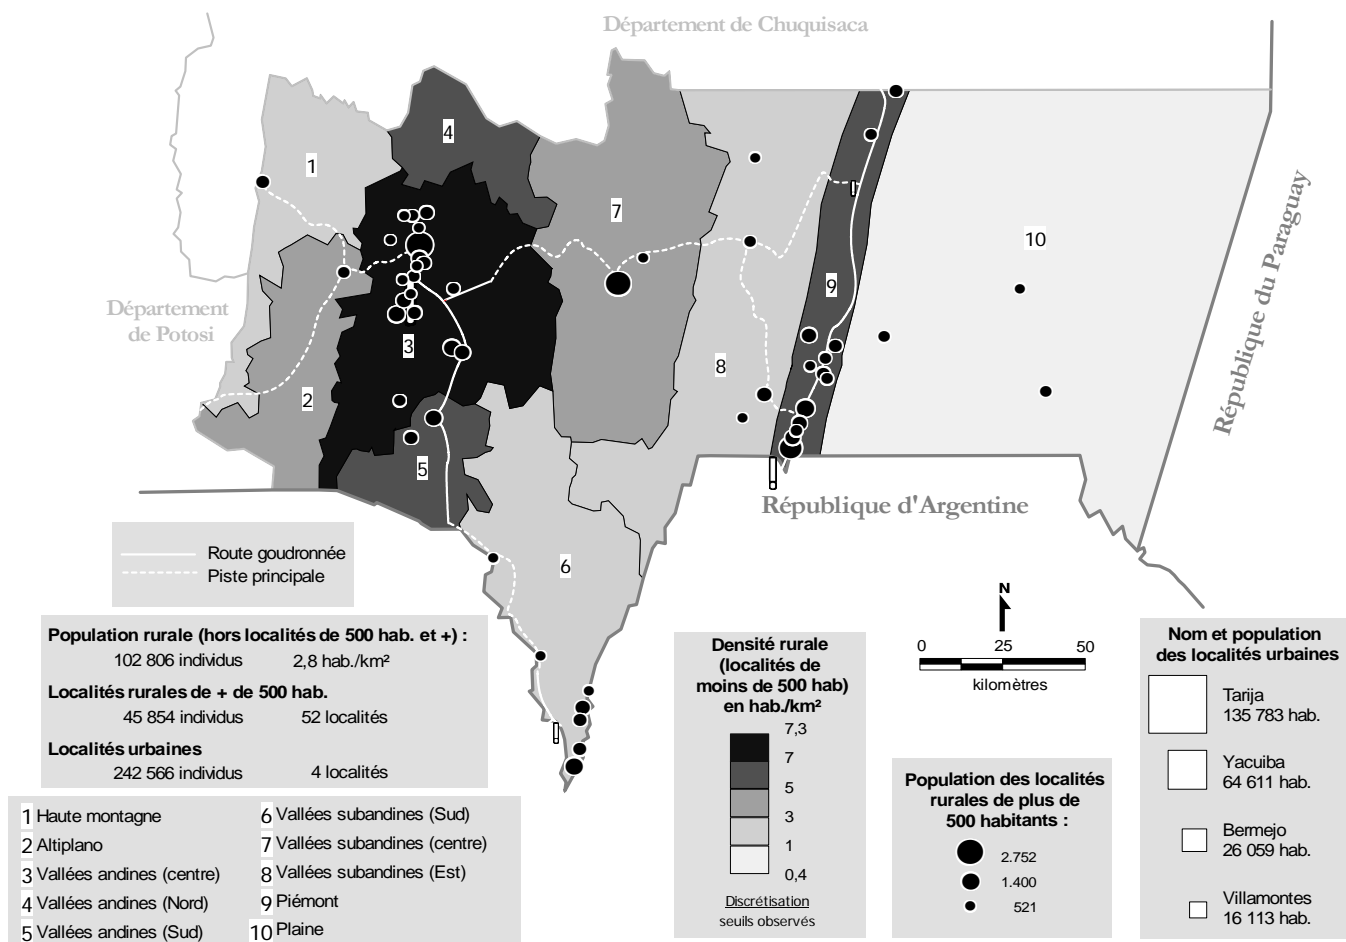 Département de Chuquisaca
4
1
7
10
Département
de Potosi
9
3
8
2
5
République du Paraguay
République d'Argentine
6
Route goudronnée
Piste principale
Population rurale (hors localités de 500 hab. et +) :
102 806 individus 2,8 hab./km²
Localités rurales de + de 500 hab.
45 854 individus 52 localités
Localités urbaines
242 566 individus 4 localités
1 Haute montagne
2 Altiplano
3 Vallées andines (centre)
4 Vallées andines (Nord)
5 Vallées andines (Sud)
6 Vallées subandines (Sud)
7 Vallées subandines (centre)
8 Vallées subandines (Est)
9 Piémont
10 Plaine
Densité rurale
(localités de
moins de 500 hab)
en hab./km²
7,3
7
5
3
1
0,4
Discrétisation
seuils observés
N
0 25 50
kilomètres
Population des localités
rurales de plus de
500 habitants :
2.752
1.400
521
Nom et population
des localités urbaines
Tarija
135 783 hab.
Yacuiba
64 611 hab.
Bermejo
26 059 hab.
Villamontes
16 113 hab.